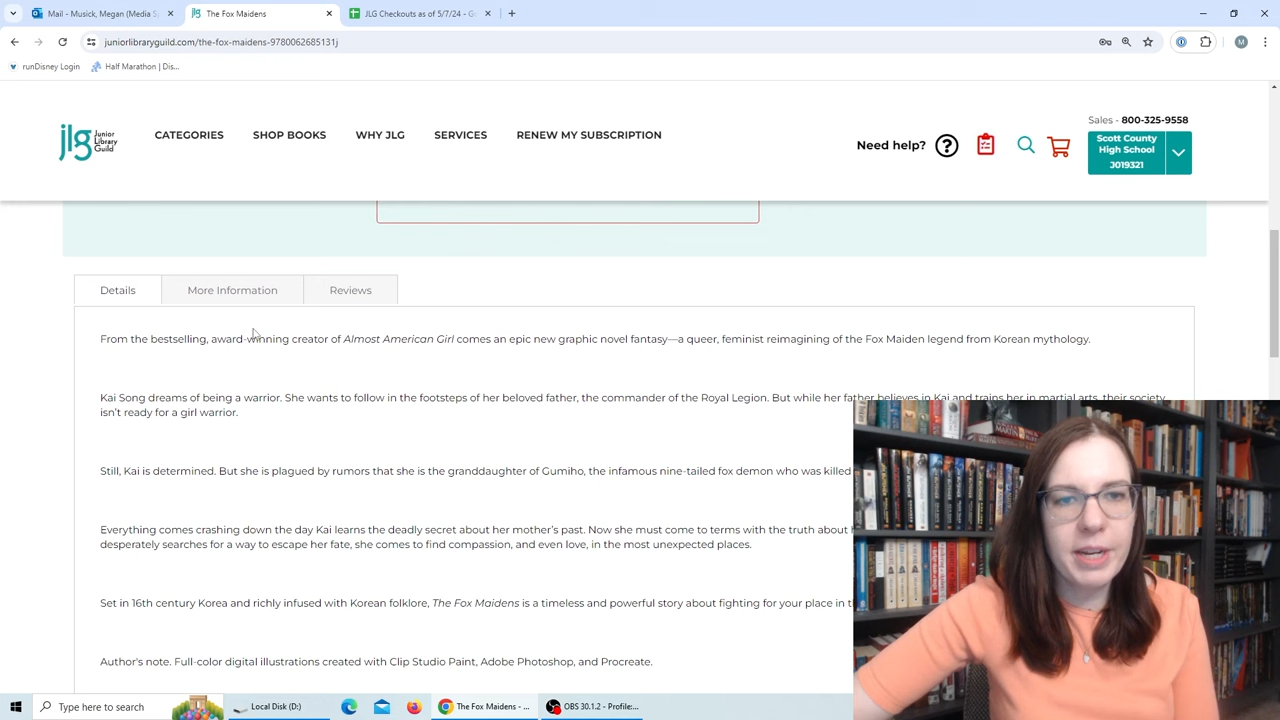 Mail - Musick, Megan (Media S
The Fox Maidens
JLG Checkouts as of 5/7/24 - G
juniorlibraryguild.com/the-fox-maidens-9780062685131j
M
runDisney Login
Half Marathon | Dis...
jlg Junior Library Guild
CATEGORIES
SHOP BOOKS
WHY JLG
SERVICES
RENEW MY SUBSCRIPTION
Need help?
Sales - 800-325-9558
Scott County
High School
J019321
Details
More Information
Reviews
From the bestselling, award-winning creator of Almost American Girl comes an epic new graphic novel fantasy—a queer, feminist reimagining of the Fox Maiden legend from Korean mythology.
Kai Song dreams of being a warrior. She wants to follow in the footsteps of her beloved father, the commander of the Royal Legion. But while her father believes in Kai and trains her in martial arts, their society
isn't ready for a girl warrior.
Still, Kai is determined. But she is plagued by rumors that she is the granddaughter of Gumiho, the infamous nine-tailed fox demon who was killed
Everything comes crashing down the day Kai learns the deadly secret about her mother's past. Now she must come to terms with the truth about
desperately searches for a way to escape her fate, she comes to find compassion, and even love, in the most unexpected places.
Set in 16th century Korea and richly infused with Korean folklore, The Fox Maidens is a timeless and powerful story about fighting for your place in
Author's note. Full-color digital illustrations created with Clip Studio Paint, Adobe Photoshop, and Procreate.
MARTIN
Type here to search
Local Disk (D:)
The Fox Maidens - ...
OBS 30.1.2 - Profile:...